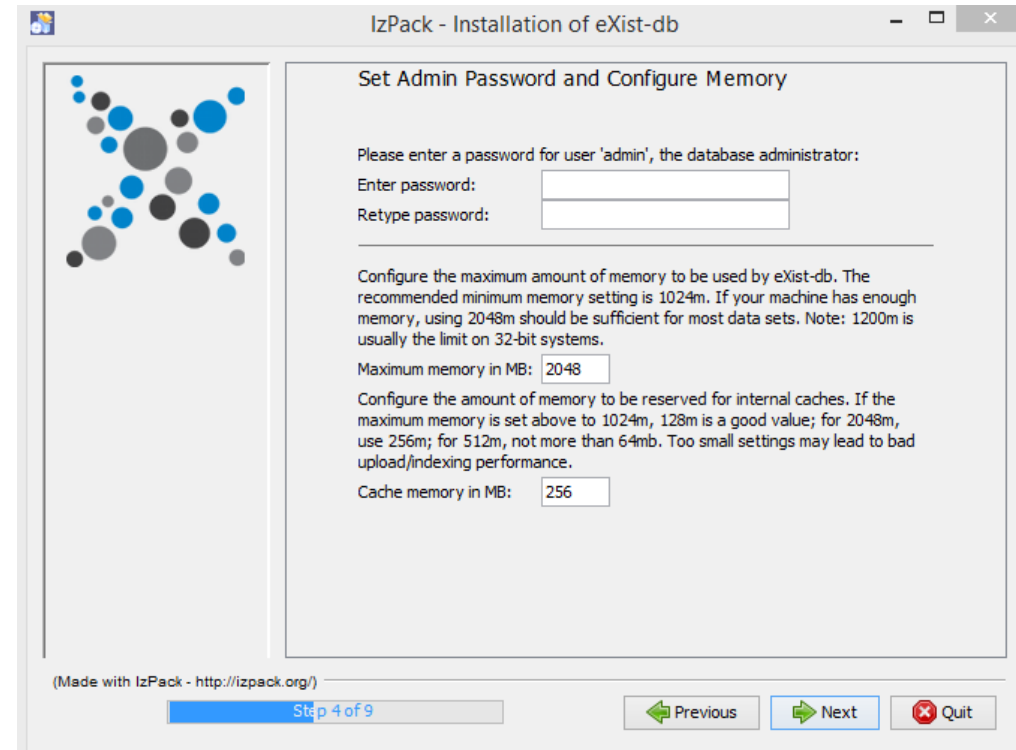 IzPack - Installation of eXist-db
Set Admin Password and Configure Memory
Please enter a password for user 'admin', the database administrator:
Enter password:
Retype password:
Configure the maximum amount of memory to be used by eXist-db. The
recommended minimum memory setting is 1024m. If your machine has enough
memory, using 2048m should be sufficient for most data sets. Note: 1200m is
usually the limit on 32-bit systems.
Maximum memory in MB: 2048
Configure the amount of memory to be reserved for internal caches. If the
maximum memory is set above to 1024m, 128m is a good value; for 2048m,
use 256m; for 512m, not more than 64mb. Too small settings may lead to bad
upload/indexing performance.
Cache memory in MB: 256
(Made with IzPack - http://izpack.org/)
Step 4 of 9
Previous
Next
Quit